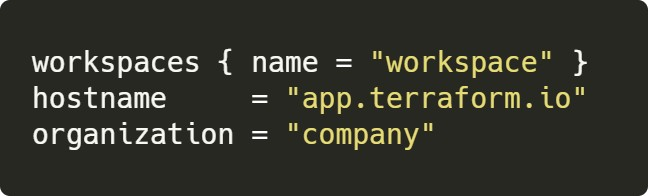 workspaces { name = "workspace" }
hostname     = "app.terraform.io"
organization = "company"